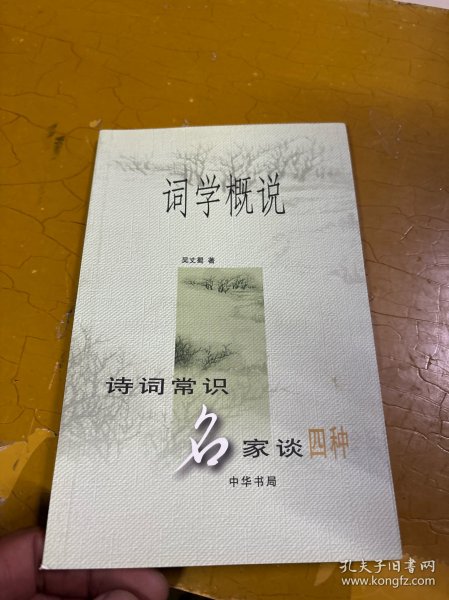 词学概说
吴丈蜀 著
诗词常识
名家谈四种
中华书局
孔夫子旧书网
www.kongfz.com